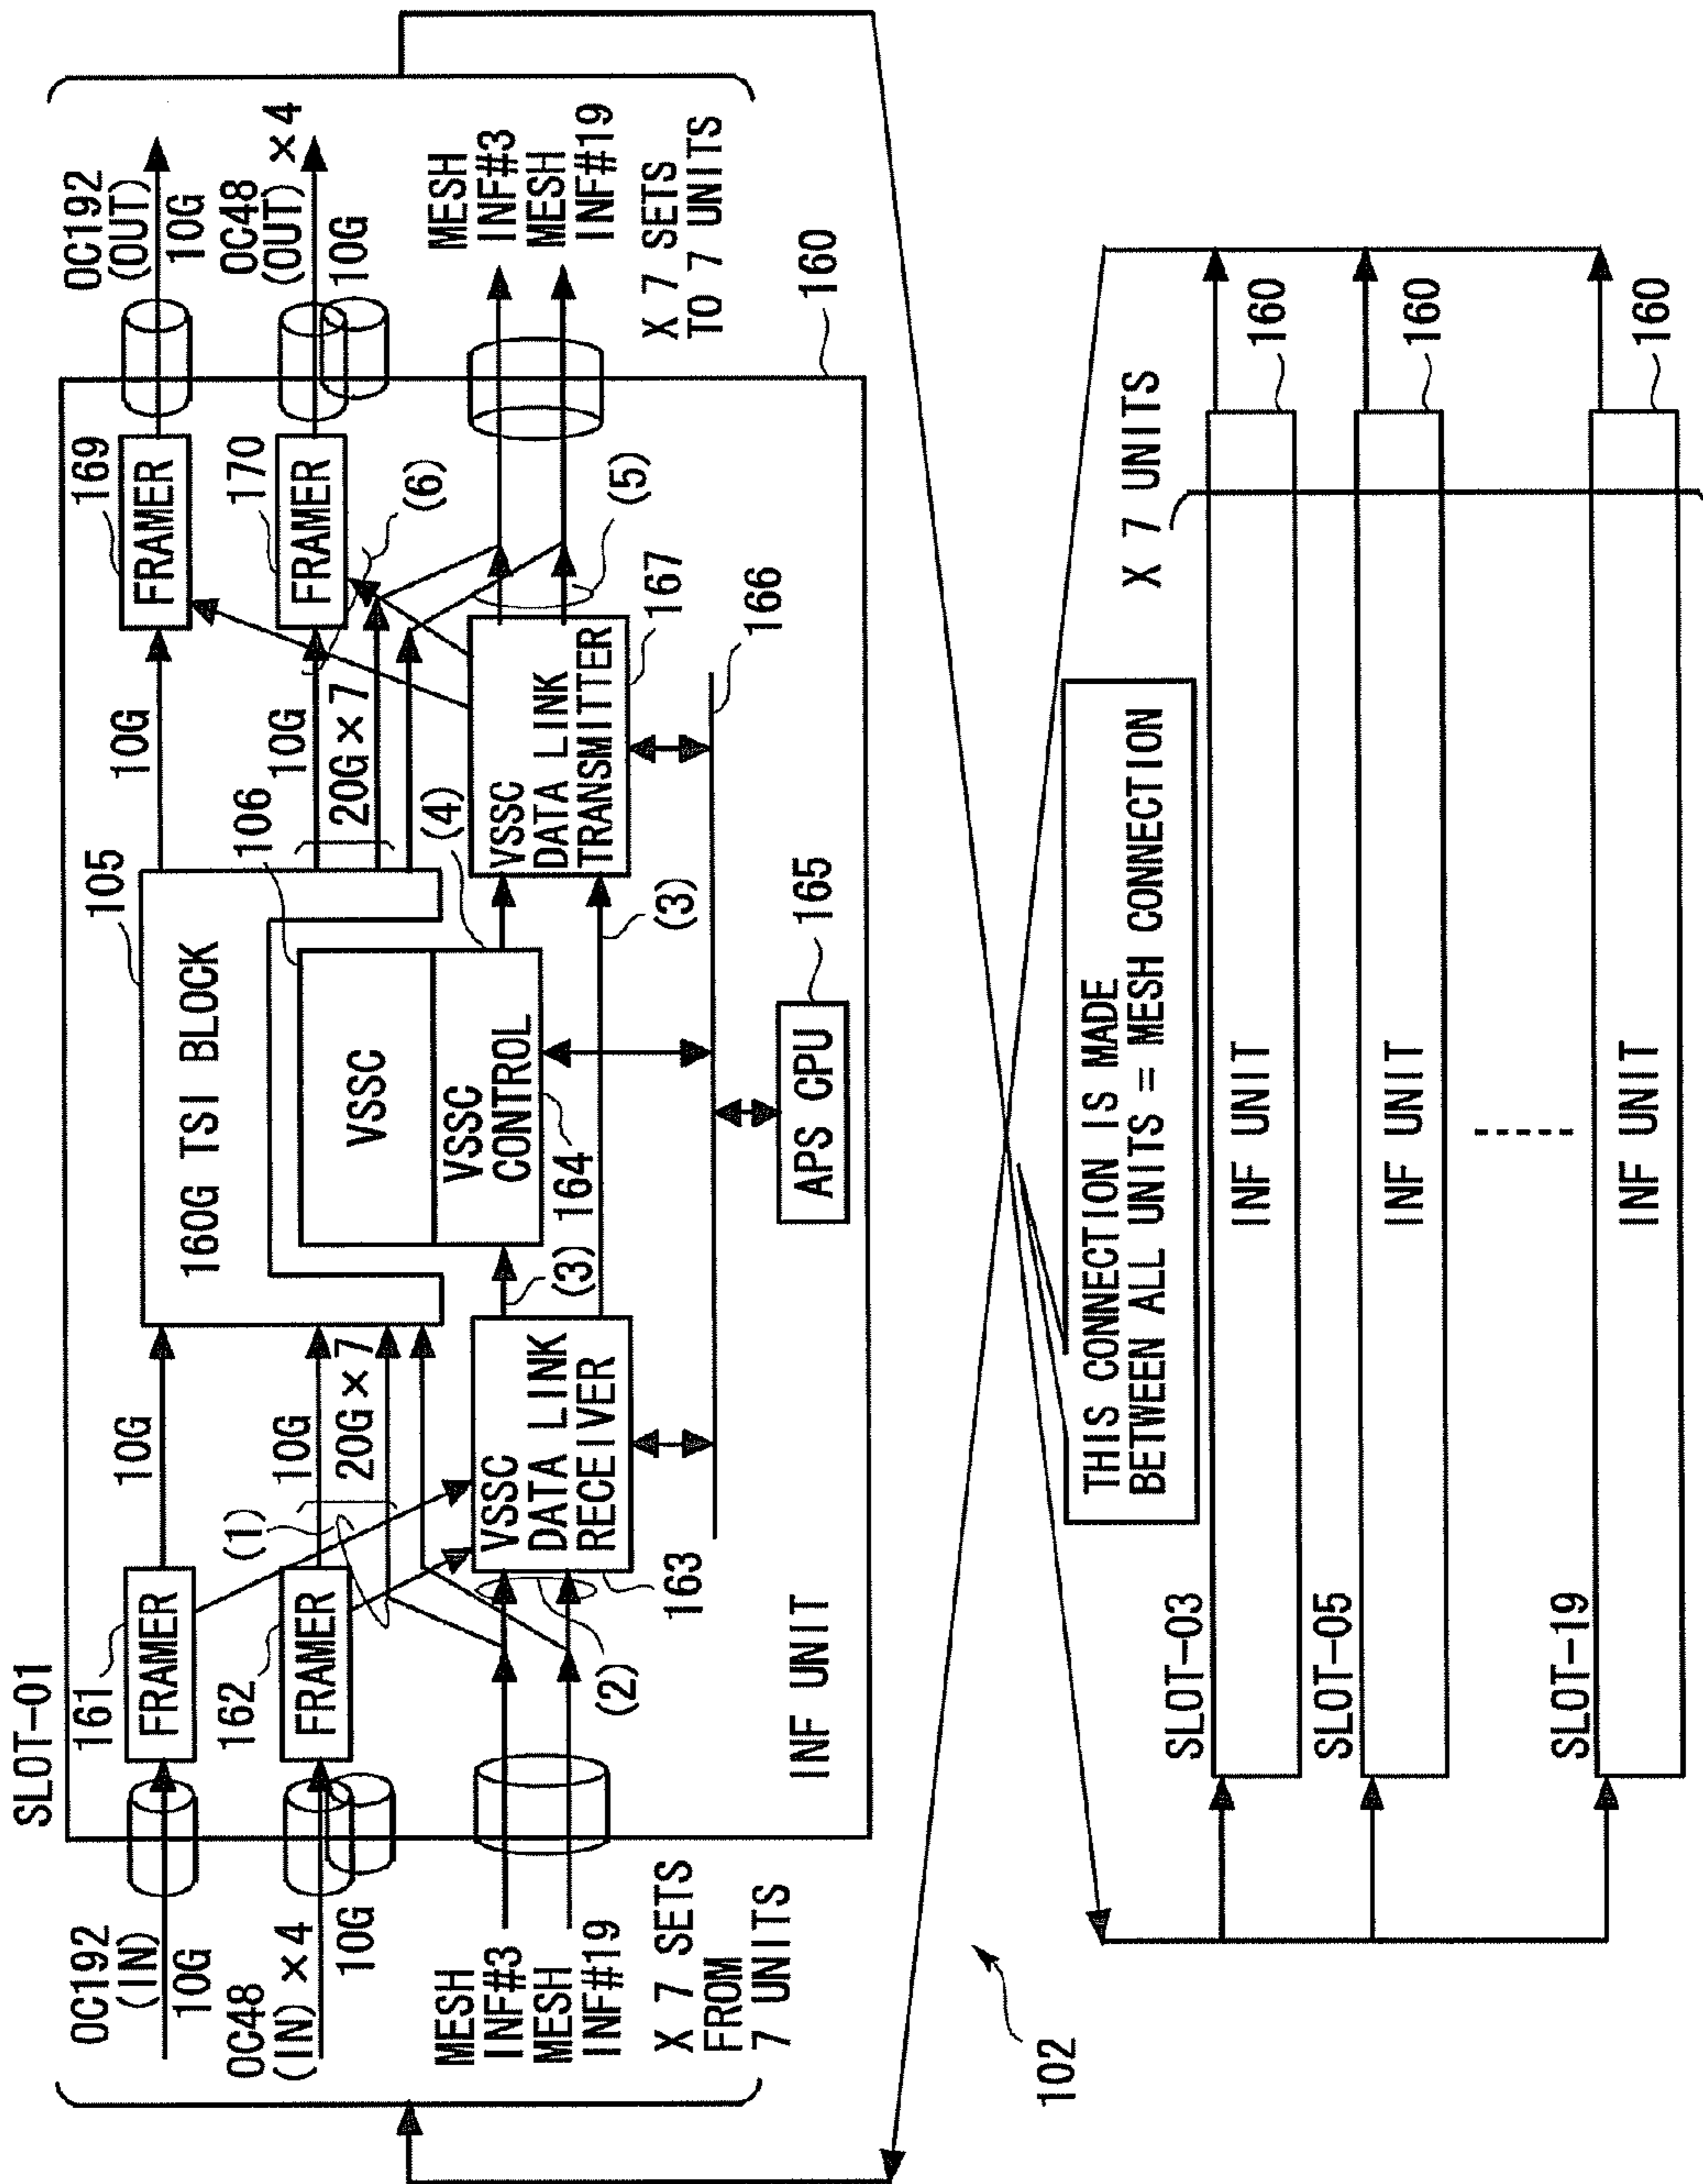 SLOT-01
OC192
(IN)
10G
OC48
(IN) ×4
10G
MESH
INF#3
MESH
INF#19
X 7 SETS
FROM
7 UNITS
161
FRAMER
162
FRAMER
(1)
(2)
163
VSSC
DATA LINK
RECEIVER
10G
10G
20G×7
105
160G TSI BLOCK
106
VSSC
VSSC
CONTROL
164
(3)
(3)
(4)
10G
10G
20G×7
VSSC
DATA LINK
TRANSMITTER
167
166
APS CPU
165
169
FRAMER
170
FRAMER
(6)
(5)
INF UNIT
160
OC192
(OUT)
10G
OC48
(OUT) ×4
10G
MESH
INF#3
MESH
INF#19
X 7 SETS
TO 7 UNITS
102
THIS CONNECTION IS MADE
BETWEEN ALL UNITS = MESH CONNECTION
X 7 UNITS
SLOT-03
INF UNIT
160
SLOT-05
INF UNIT
160
SLOT-19
INF UNIT
160